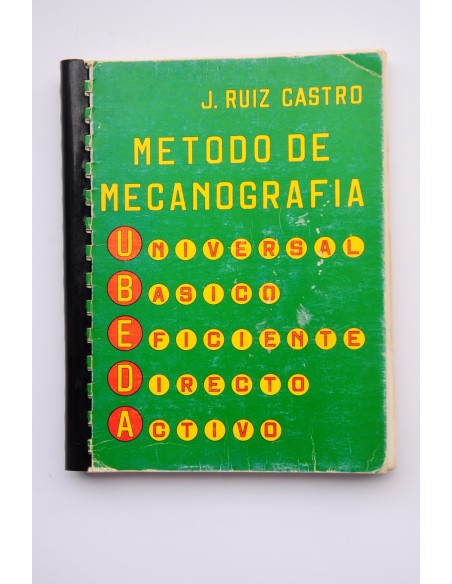 J. RUIZ CASTRO
METODO DE
MECANOGRAFIA
UNIVERSAL
BASICO
EFICIENTE
DIRECTO
ACTIVO